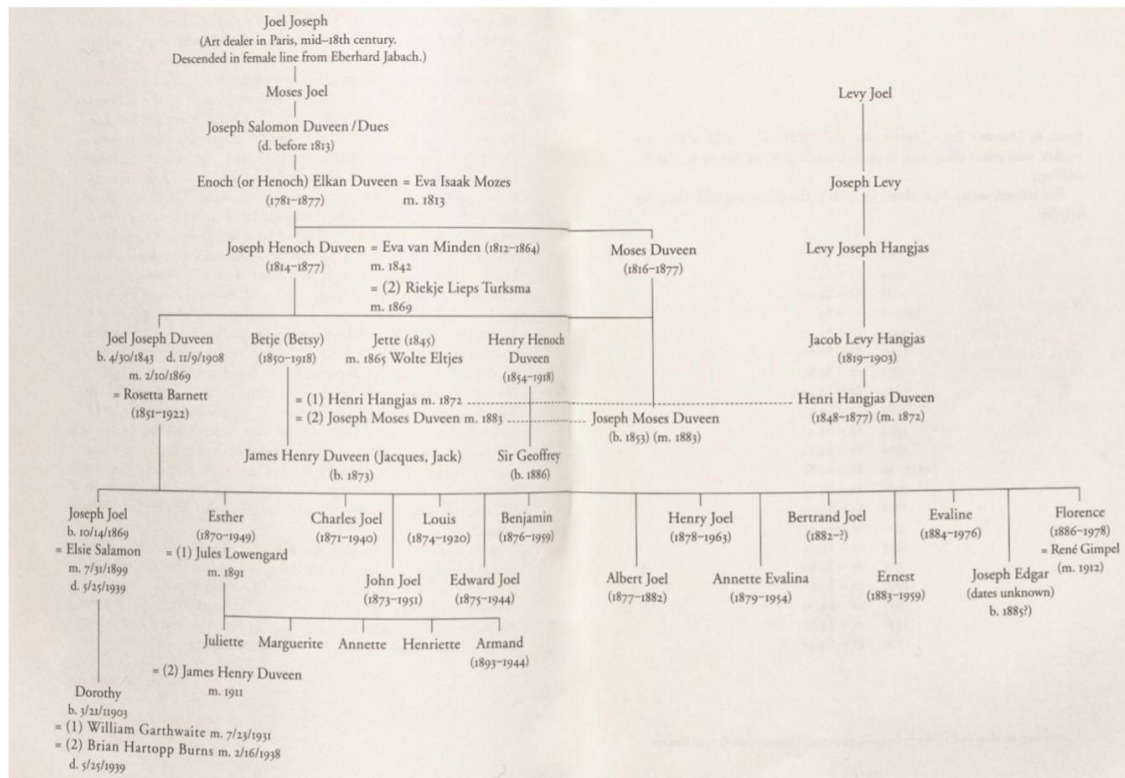 Joel Joseph
(Art dealer in Paris, mid–18th century.
Descended in female line from Eberhard Jabach.)
Moses Joel
Levy Joel
Joseph Salomon Duveen/Dues
(d. before 1813)
Enoch (or Henoch) Elkan Duveen = Eva Isaak Mozes
(1781–1877) m. 1813
Joseph Levy
Joseph Henoch Duveen = Eva van Minden (1812–1864)
(1814–1877) m. 1842
= (2) Riekje Lieps Turksma
m. 1869
Moses Duveen
(1816–1877)
Levy Joseph Hangjas
Joel Joseph Duveen
b. 4/30/1843 d. 11/9/1908
m. 2/10/1869
= Rosetta Barnett
(1851–1922)
Betje (Betsy)
(1850–1918)
Jette (1845)
m. 1865 Wolte Eltjes
Henry Henoch
Duveen
(1854–1918)
Jacob Levy Hangjas
(1819–1903)
= (1) Henri Hangjas m. 1872
= (2) Joseph Moses Duveen m. 1883
Joseph Moses Duveen
(b. 1853) (m. 1883)
Henri Hangjas Duveen
(1848–1877) (m. 1872)
James Henry Duveen (Jacques, Jack)
(b. 1873)
Sir Geoffrey
(b. 1886)
Joseph Joel
b. 10/14/1869
= Elsie Salamon
m. 7/31/1899
d. 5/25/1939
Esther
(1870–1949)
= (1) Jules Lowengard
m. 1891
Charles Joel
(1871–1940)
John Joel
(1873–1951)
Louis
(1874–1920)
Edward Joel
(1875–1944)
Benjamin
(1876–1959)
Albert Joel
(1877–1882)
Henry Joel
(1878–1963)
Annette Evalina
(1879–1954)
Bertrand Joel
(1882–?)
Ernest
(1883–1959)
Evaline
(1884–1976)
Joseph Edgar
(dates unknown)
b. 1885?)
Florence
(1886–1978)
= René Gimpel
(m. 1912)
Juliette Marguerite Annette Henriette Armand
(1893–1944)
= (2) James Henry Duveen
m. 1911
Dorothy
b. 3/21/11903
= (1) William Garthwaite m. 7/23/1931
= (2) Brian Hartopp Burns m. 2/16/1938
d. 5/25/1939